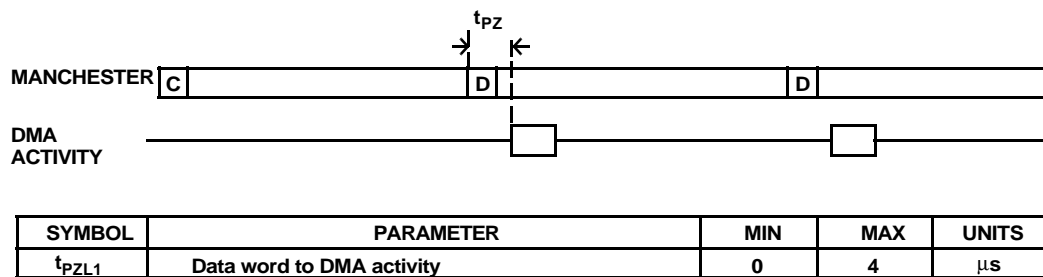 tPZ
MANCHESTER C D D
DMA
ACTIVITY
SYMBOL PARAMETER MIN MAX UNITS
tPZL1 Data word to DMA activity 0 4 μs